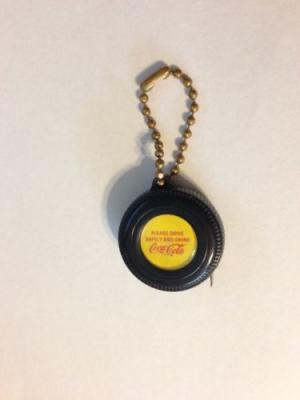 PLEASE DRIVE
SAFELY AND DRINK
Coca-Cola